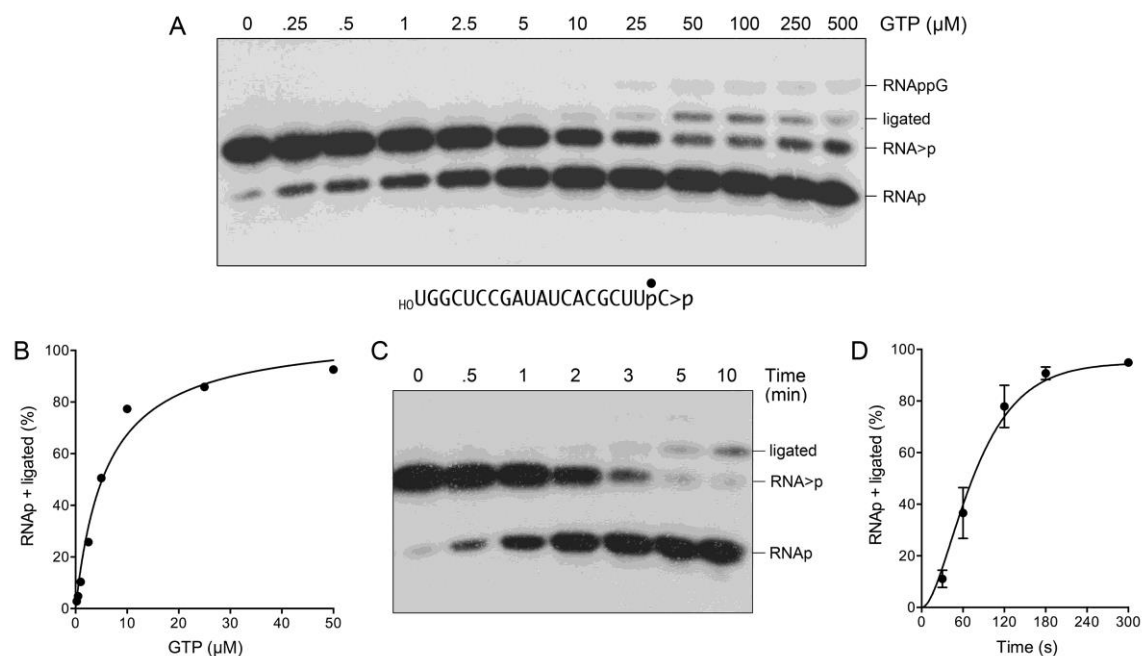 A
0 .25 .5 1 2.5 5 10 25 50 100 250 500 GTP (µM)
RNAppG
ligated
RNA>p
RNAp
HOUGGCUCCGAUAUCACGCUUpC>p
B
RNAp + ligated (%)
100
80
60
40
20
0
0 10 20 30 40 50
GTP (µM)
C
0 .5 1 2 3 5 10 Time
(min)
ligated
RNA>p
RNAp
D
RNAp + ligated (%)
100
80
60
40
20
0
0 60 120 180 240 300
Time (s)